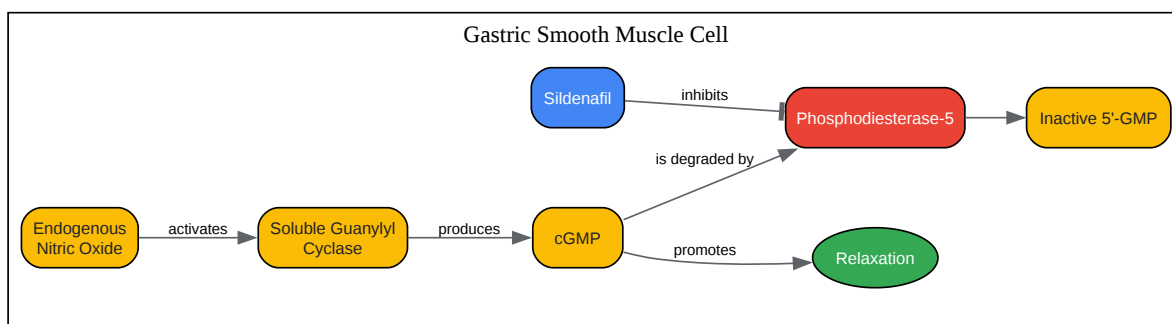 Gastric Smooth Muscle Cell
Sildenafil
inhibits
Phosphodiesterase-5
Inactive 5'-GMP
is degraded by
Endogenous
Nitric Oxide
activates
Soluble Guanylyl
Cyclase
produces
cGMP
promotes
Relaxation